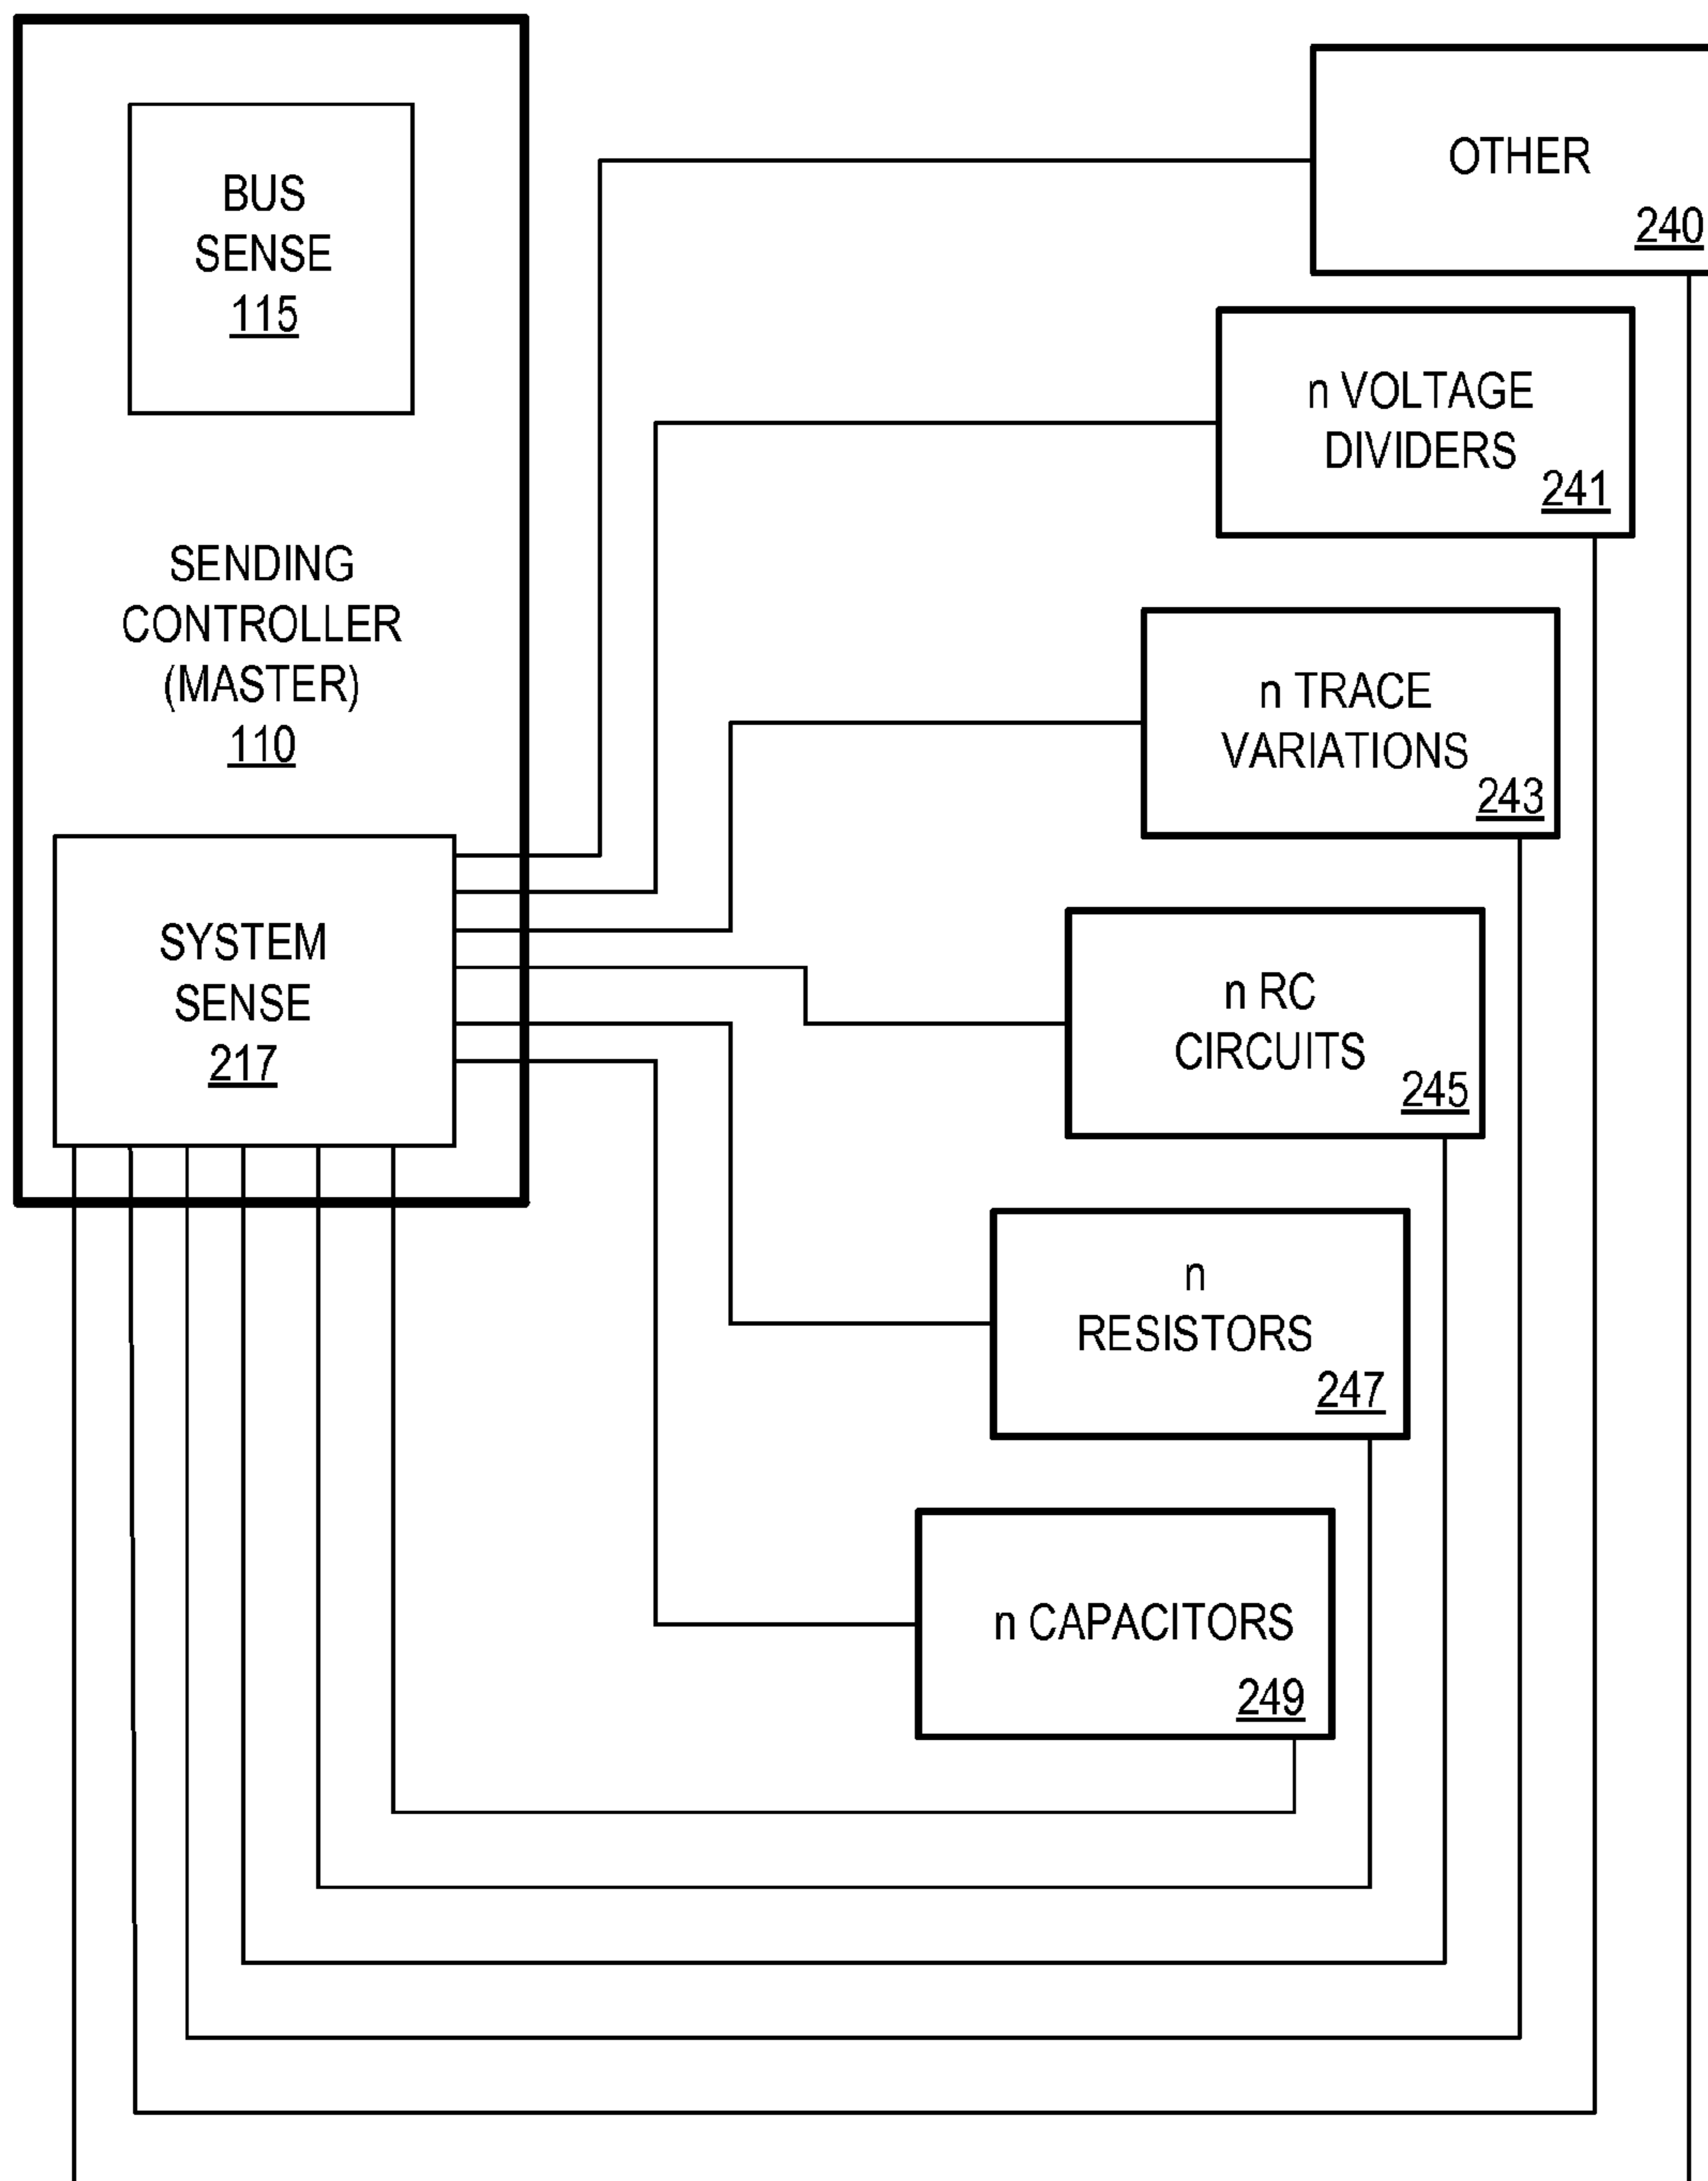 BUS
SENSE
115
SENDING
CONTROLLER
(MASTER)
110
SYSTEM
SENSE
217
OTHER
240
n VOLTAGE
DIVIDERS
241
n TRACE
VARIATIONS
243
n RC
CIRCUITS
245
n
RESISTORS
247
n CAPACITORS
249